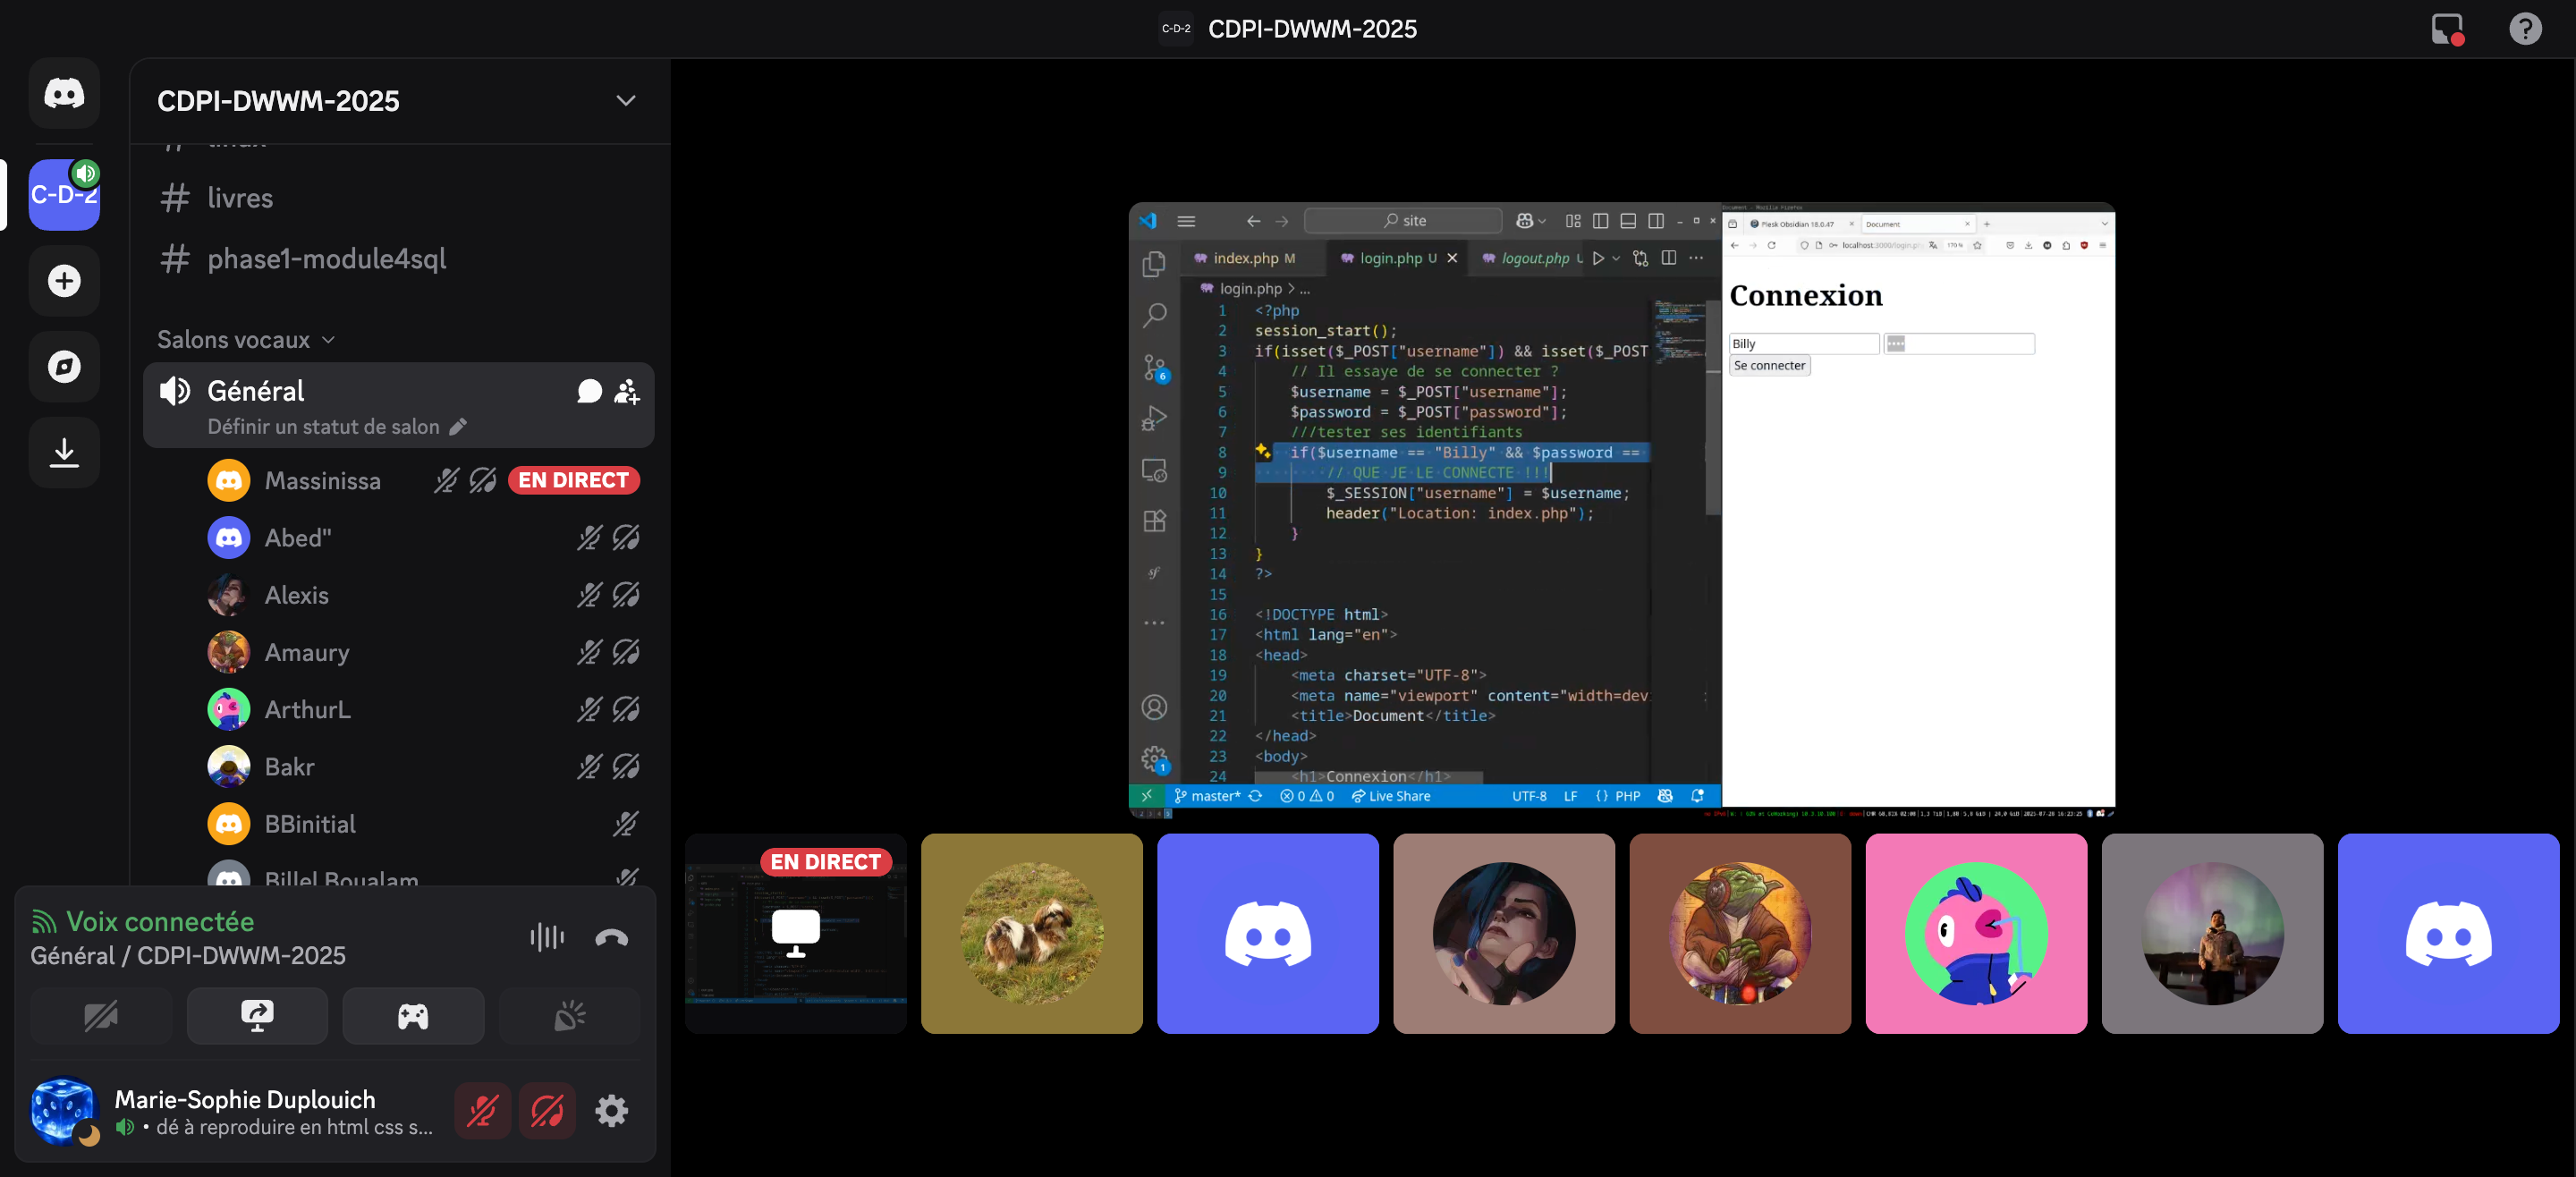 C-D-2 CDPI-DWWM-2025
C-D-2
CDPI-DWWM-2025
# livres
# phase1-module4sql
Salons vocaux
Général
Définir un statut de salon
Massinissa EN DIRECT
Abed"
Alexis
Amaury
ArthurL
Bakr
BBinitial
Billel Boualam
Voix connectée
Général / CDPI-DWWM-2025
Marie-Sophie Duplouich
• dé à reproduire en html css s...
site
index.php M
login.php U
logout.php U
login.php > ...
1 <?php
2 session_start();
3 if(isset($_POST["username"]) && isset($_POST
4 // Il essaye de se connecter ?
5 $username = $_POST["username"];
6 $password = $_POST["password"];
7 ///tester ses identifiants
8 if($username == "Billy" && $password ==
9 // QUE JE LE CONNECTE !!!
10 $_SESSION["username"] = $username;
11 header("Location: index.php");
12 }
13 }
14 ?>
15
16 <!DOCTYPE html>
17 <html lang="en">
18 <head>
19 <meta charset="UTF-8">
20 <meta name="viewport" content="width=dev
21 <title>Document</title>
22 </head>
23 <body>
24 <h1>Connexion</h1>
6
1
master* 0 0 Live Share UTF-8 LF {} PHP
Document - Mozilla Firefox
Plesk Obsidian 18.0.47
Document
localhost:3000/login.p
170 %
Connexion
Billy
Se connecter
EN DIRECT